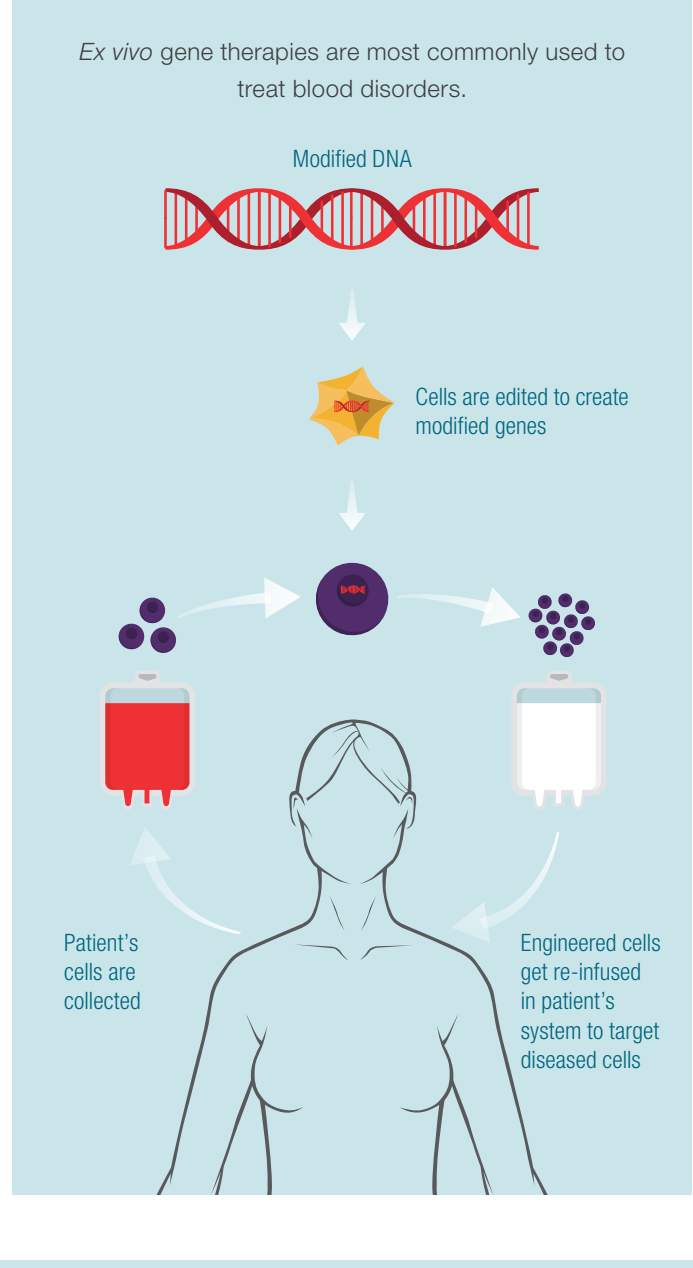 Ex vivo gene therapies are most commonly used to
treat blood disorders.
Modified DNA
Cells are edited to create
modified genes
Patient's
cells are
collected
Engineered cells
get re-infused
in patient's
system to target
diseased cells